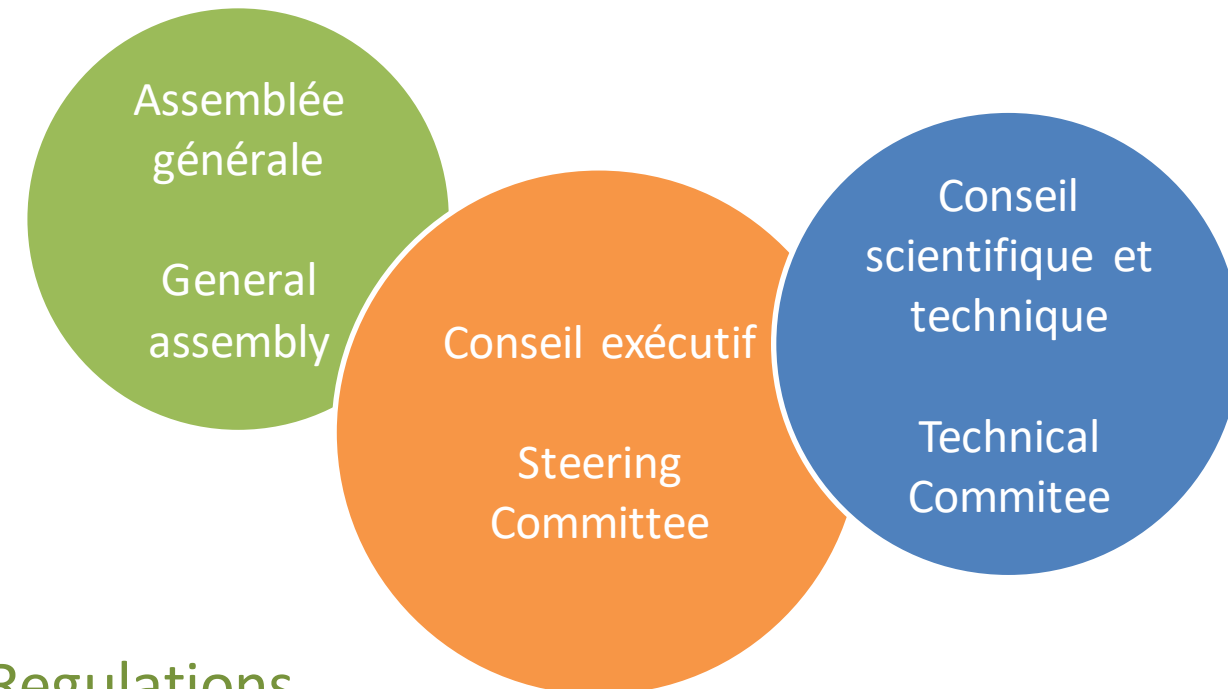 Assemblée
générale
General
assembly
Conseil exécutif
Steering
Committee
Conseil
scientifique et
technique
Technical
Commitee
Regulations